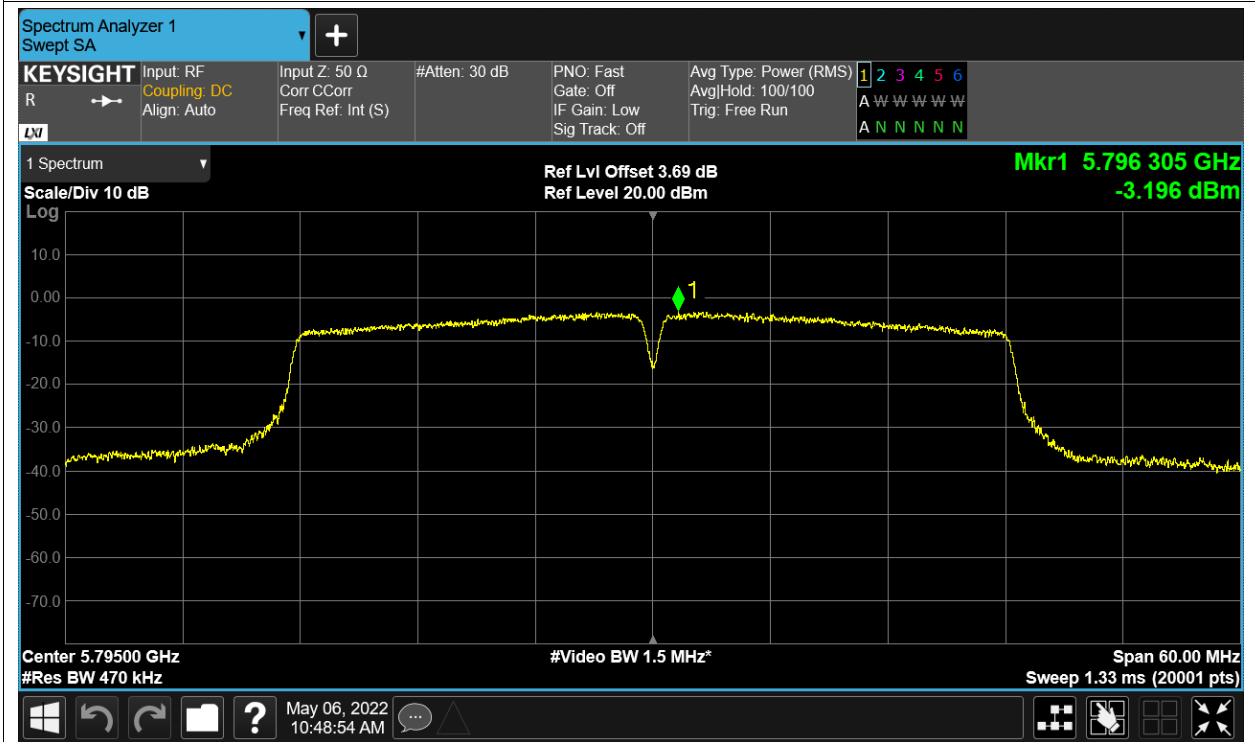 Spectrum Analyzer 1
Swept SA
KEYSIGHT
R
LXI
Input: RF
Coupling: DC
Align: Auto
Input Z: 50 Ω
Corr CCorr
Freq Ref: Int (S)
#Atten: 30 dB
PNO: Fast
Gate: Off
IF Gain: Low
Sig Track: Off
Avg Type: Power (RMS)
Avg|Hold: 100/100
Trig: Free Run
1 2 3 4 5 6
A W W W W W
A N N N N N
1 Spectrum
Scale/Div 10 dB
Log
Ref Lvl Offset 3.69 dB
Ref Level 20.00 dBm
Mkr1 5.796 305 GHz
-3.196 dBm
10.0
0.00
1
-10.0
-20.0
-30.0
-40.0
-50.0
-60.0
-70.0
Center 5.79500 GHz
#Res BW 470 kHz
#Video BW 1.5 MHz*
Span 60.00 MHz
Sweep 1.33 ms (20001 pts)
?
May 06, 2022
10:48:54 AM